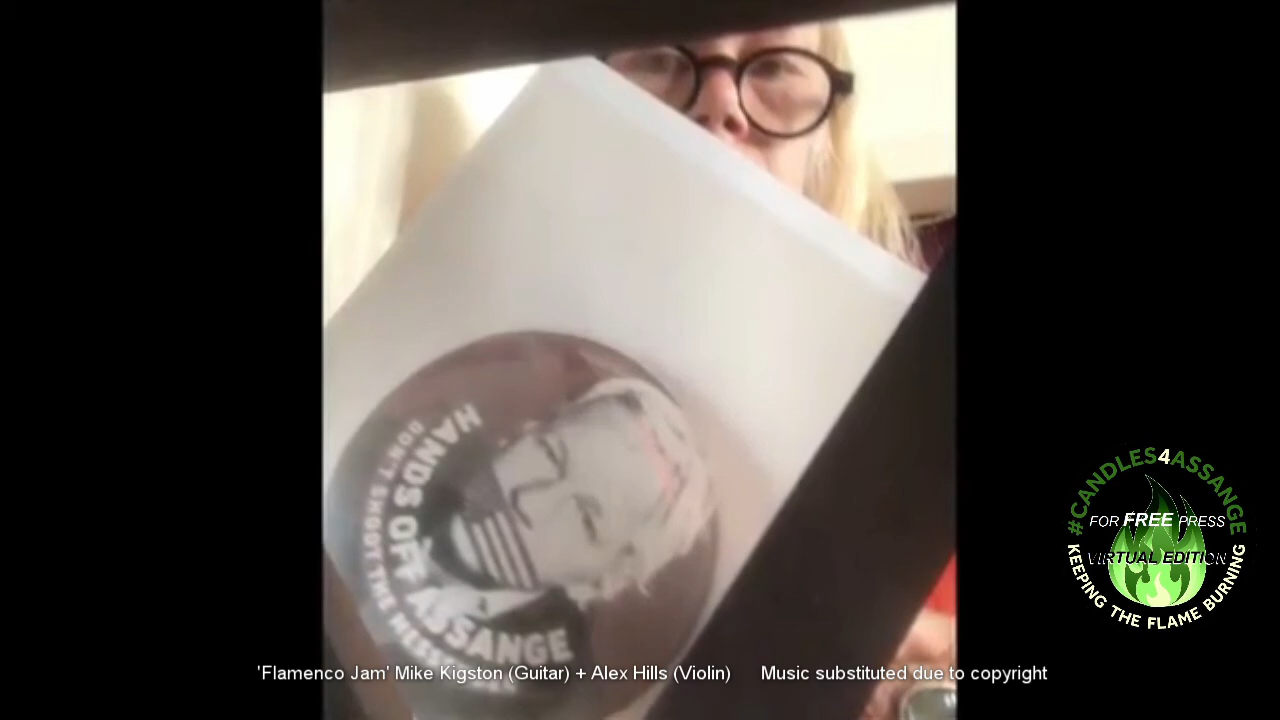 HANDS OFF ASSANGE
DON'T SHOOT THE MESSENGER
#CANDLES4ASSANGE
FOR FREE PRESS
VIRTUAL EDITION
KEEPING THE FLAME BURNING
'Flamenco Jam' Mike Kigston (Guitar) + Alex Hills (Violin) Music substituted due to copyright